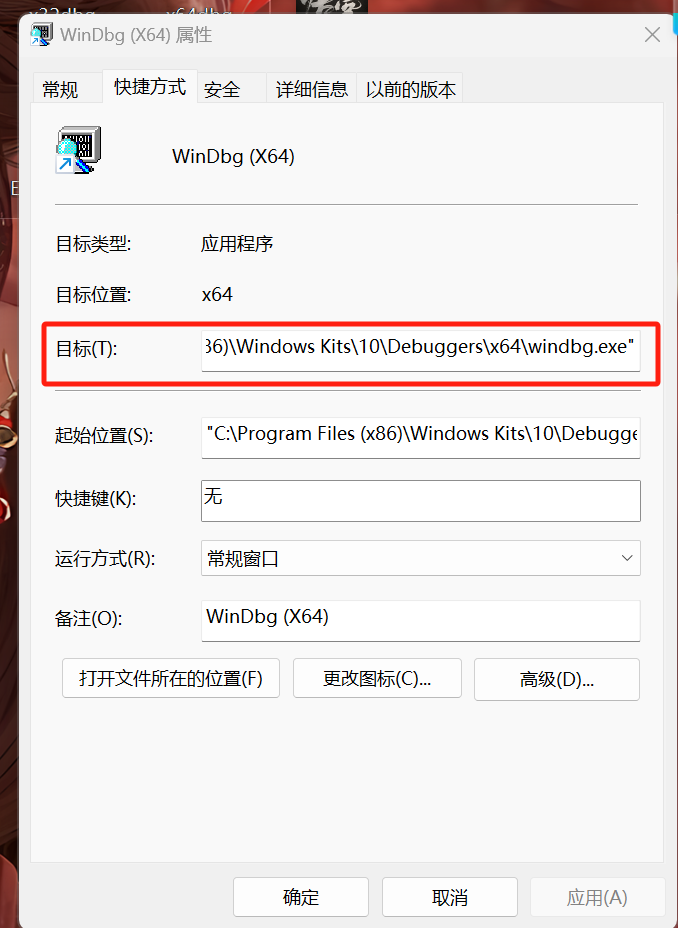 x32dbg x64dbg
WinDbg (X64) 属性
常规 快捷方式 安全 详细信息 以前的版本
WinDbg (X64)
目标类型: 应用程序
目标位置: x64
目标(T): 36)\Windows Kits\10\Debuggers\x64\windbg.exe"
起始位置(S): "C:\Program Files (x86)\Windows Kits\10\Debugge
快捷键(K): 无
运行方式(R): 常规窗口
备注(O): WinDbg (X64)
打开文件所在的位置(F) 更改图标(C)... 高级(D)...
确定 取消 应用(A)